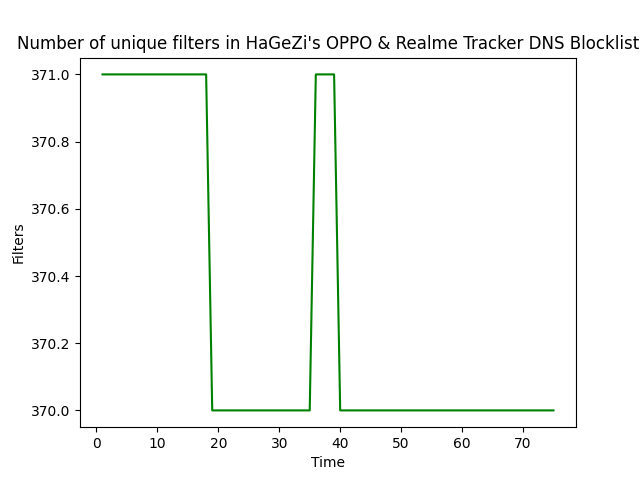 Number of unique filters in HaGeZi's OPPO & Realme Tracker DNS Blocklist
371.0
370.8
370.6
370.4
370.2
370.0
Filters
0 10 20 30 40 50 60 70
Time